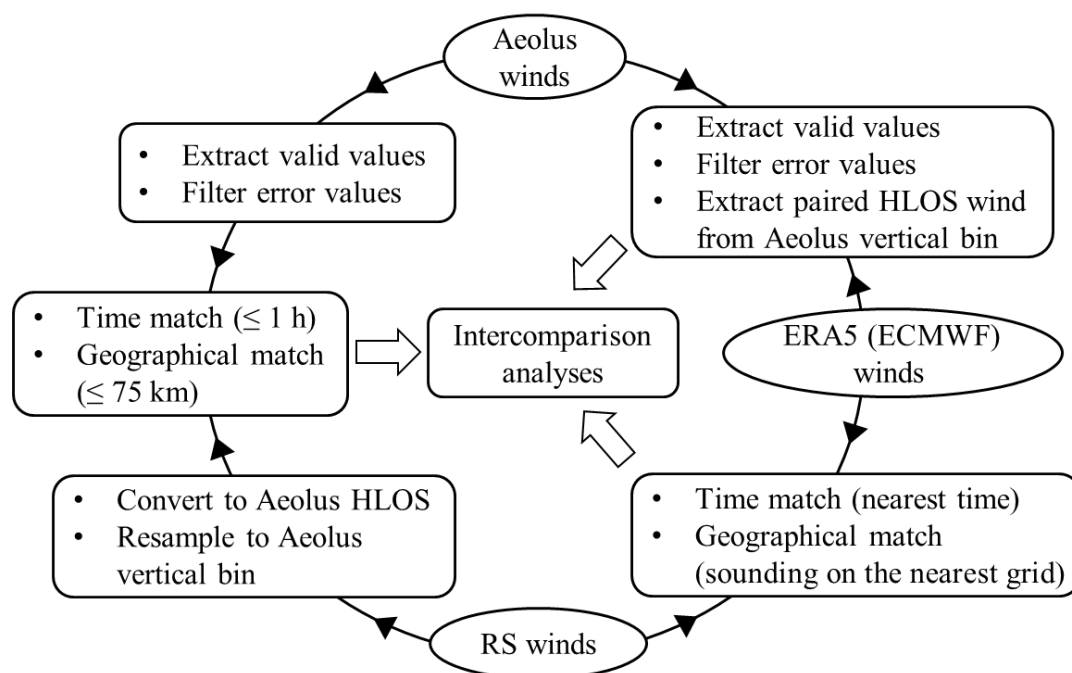 Aeolus
winds
• Extract valid values
• Filter error values
• Extract valid values
• Filter error values
• Extract paired HLOS wind
from Aeolus vertical bin
• Time match (≤ 1 h)
• Geographical match
(≤ 75 km)
Intercomparison
analyses
ERA5 (ECMWF)
winds
• Convert to Aeolus HLOS
• Resample to Aeolus
vertical bin
• Time match (nearest time)
• Geographical match
(sounding on the nearest grid)
RS winds